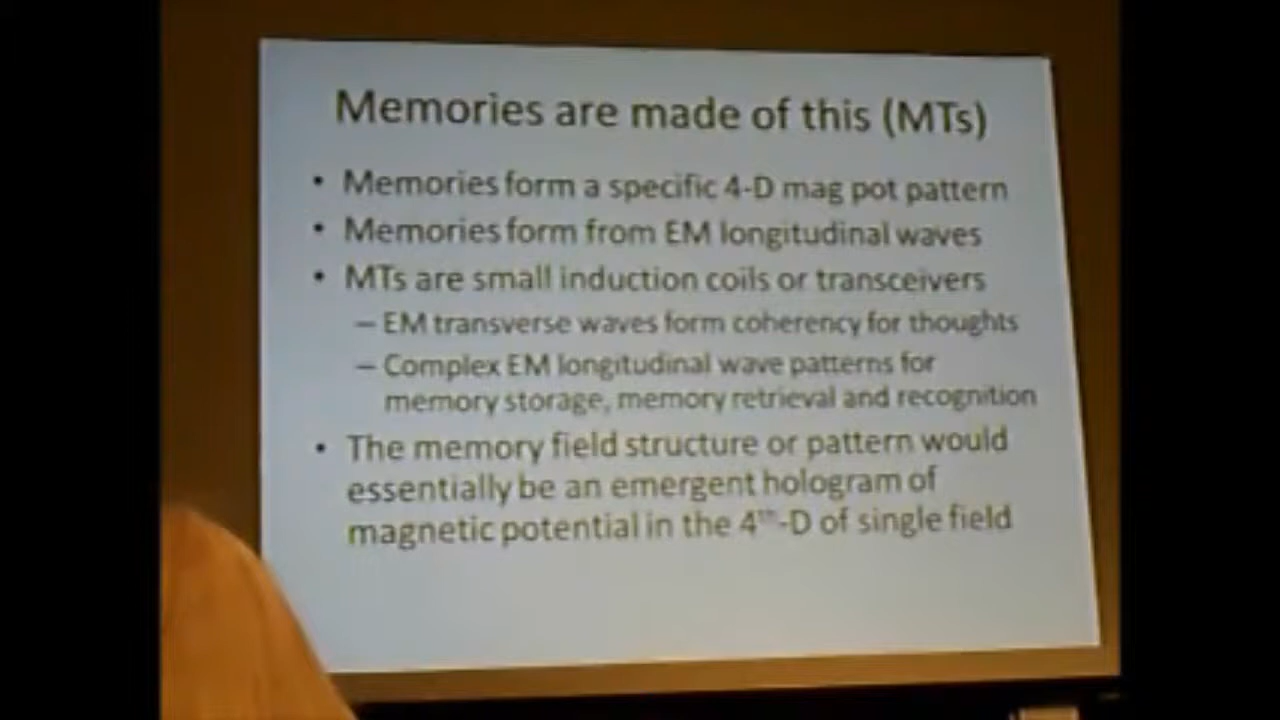 Memories are made of this (MTs)
• Memories form a specific 4-D mag pot pattern
• Memories form from EM longitudinal waves
• MTs are small induction coils or transceivers
– EM transverse waves form coherency for thoughts
– Complex EM longitudinal wave patterns for
memory storage, memory retrieval and recognition
• The memory field structure or pattern would
essentially be an emergent hologram of
magnetic potential in the 4th-D of single field